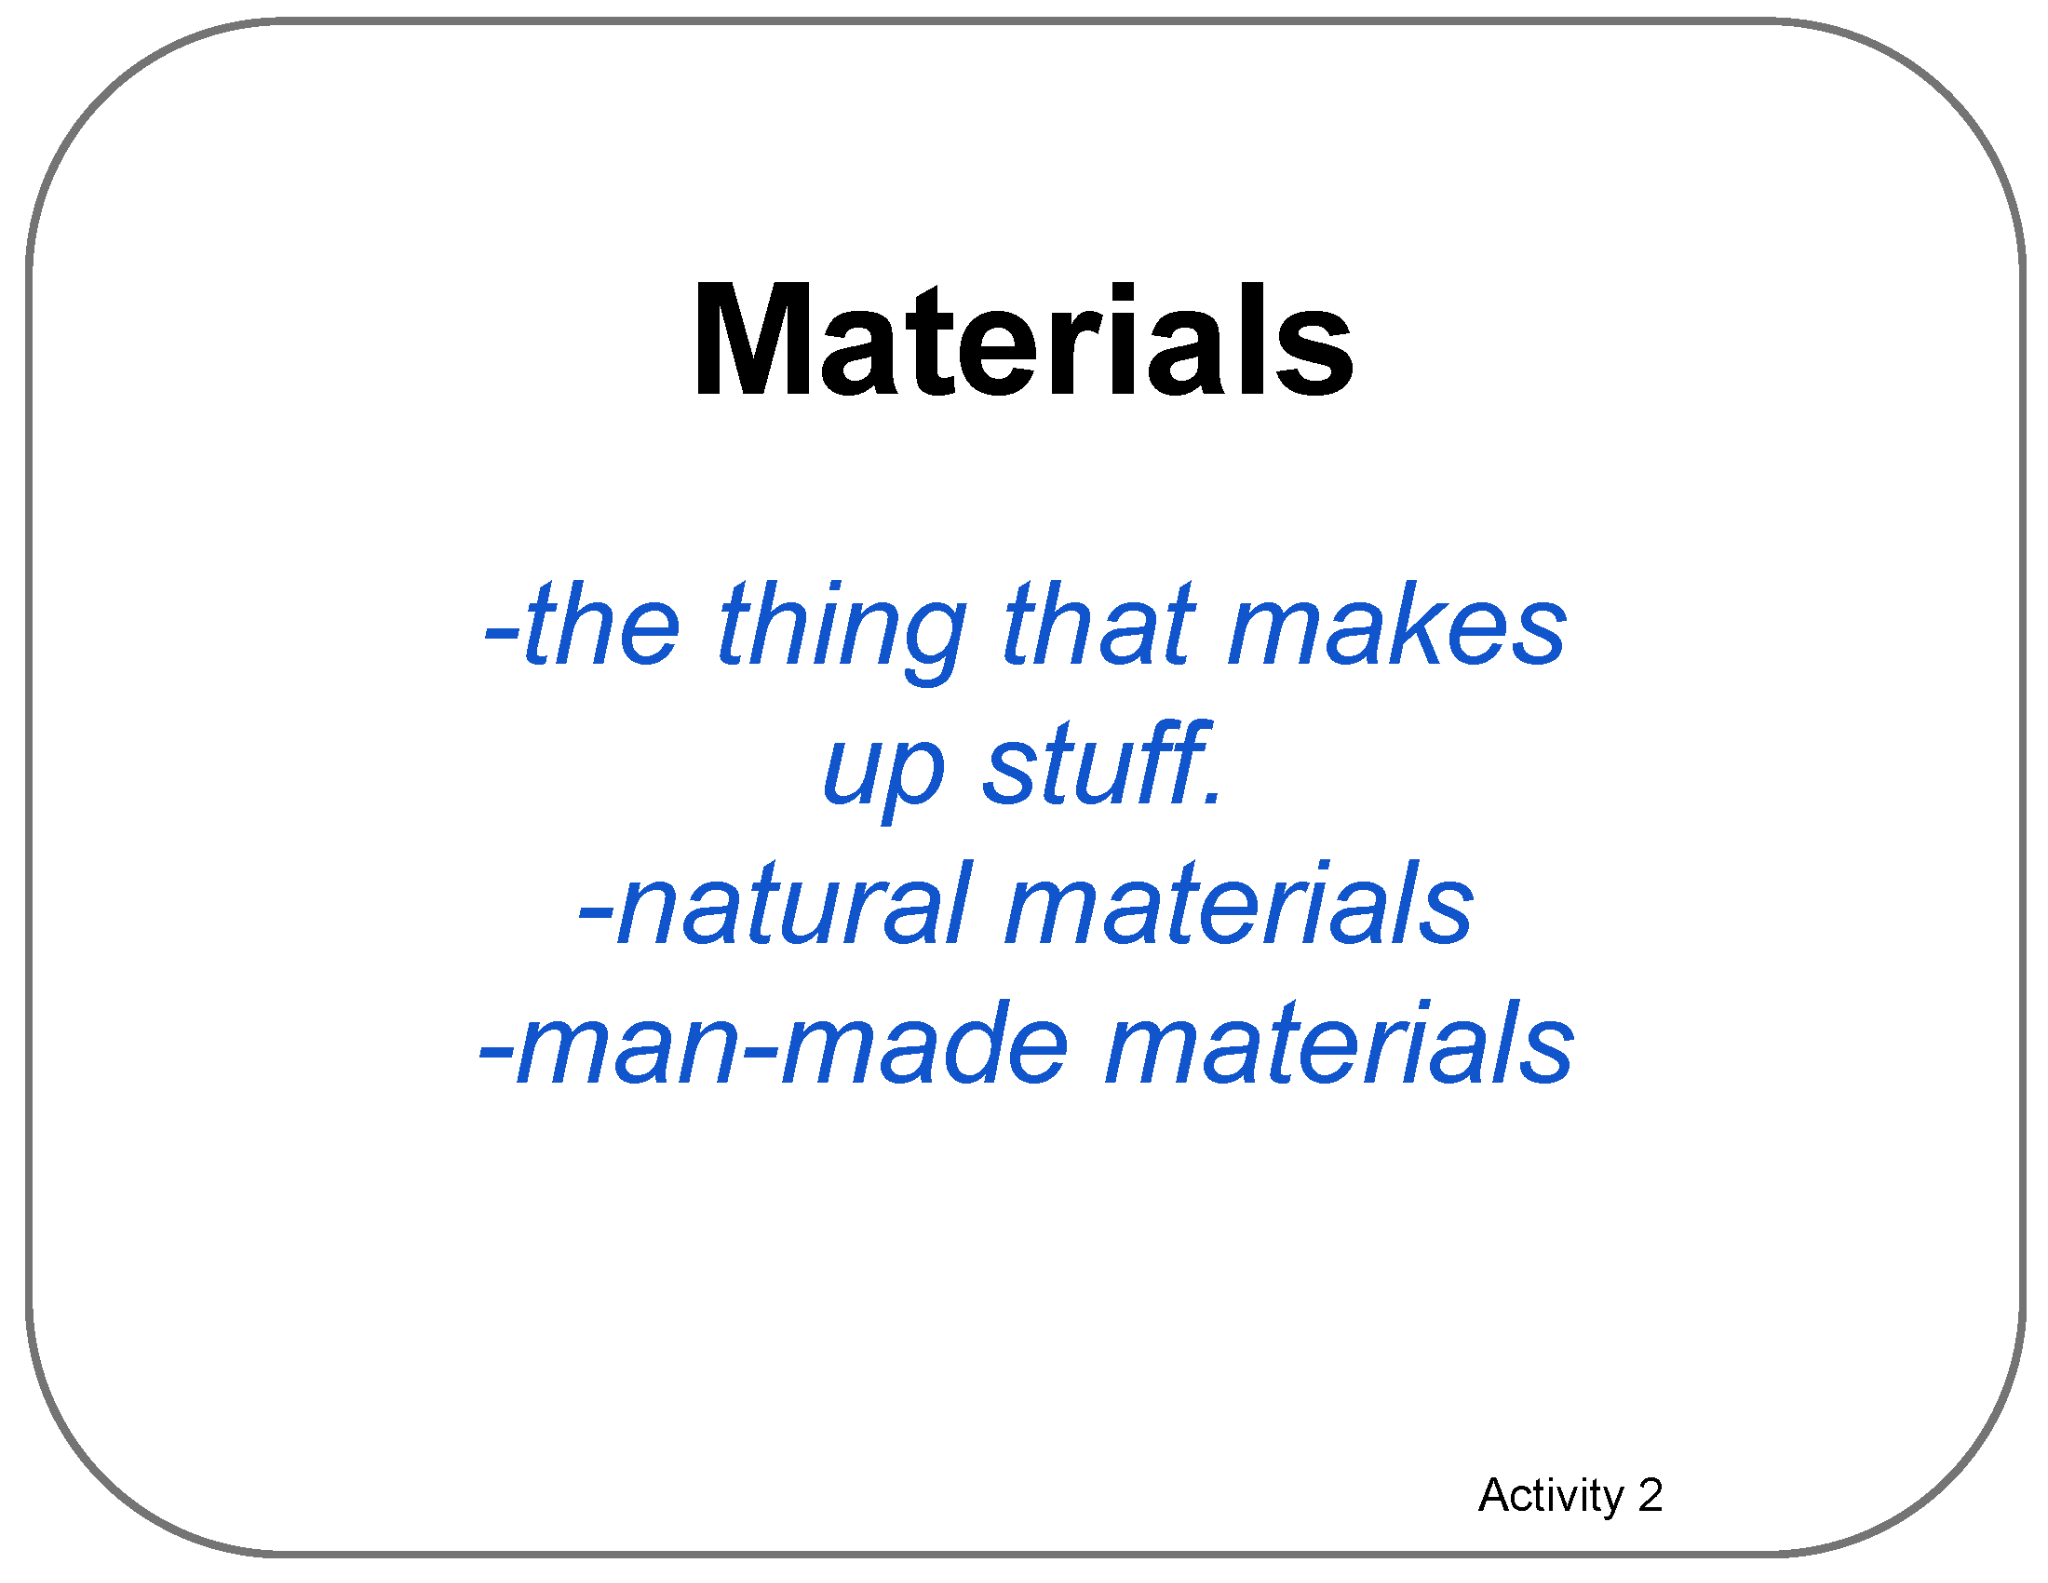 Materials
-the thing that makes
up stuff.
-natural materials
-man-made materials
Activity 2